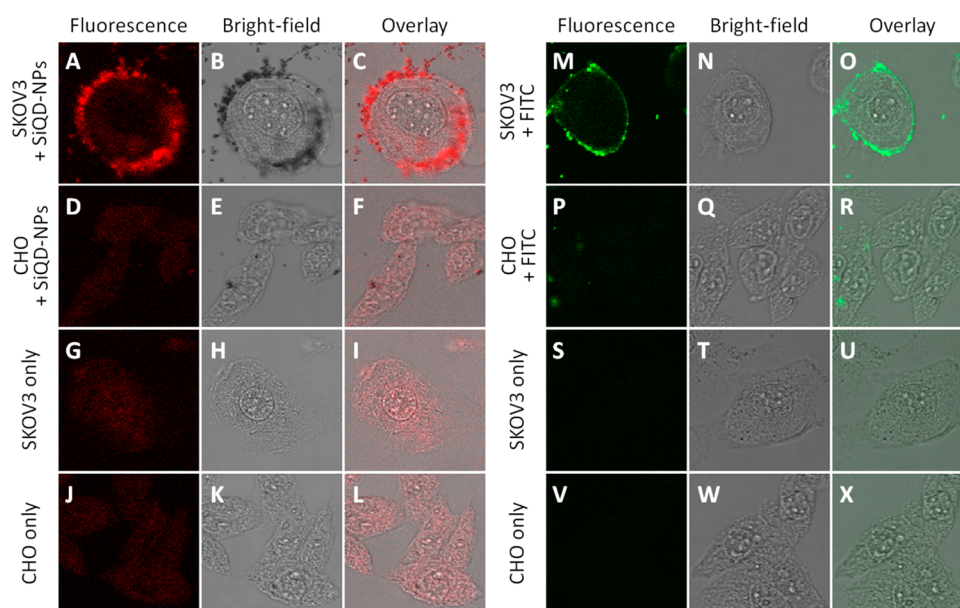 Fluorescence Bright-field Overlay Fluorescence Bright-field Overlay
SKOV3
+ SiQD-NPs
A B C
SKOV3
+ FITC
M N O
CHO
+ SiQD-NPs
D E F
CHO
+ FITC
P Q R
SKOV3 only
G H I
SKOV3 only
S T U
CHO only
J K L
CHO only
V W X